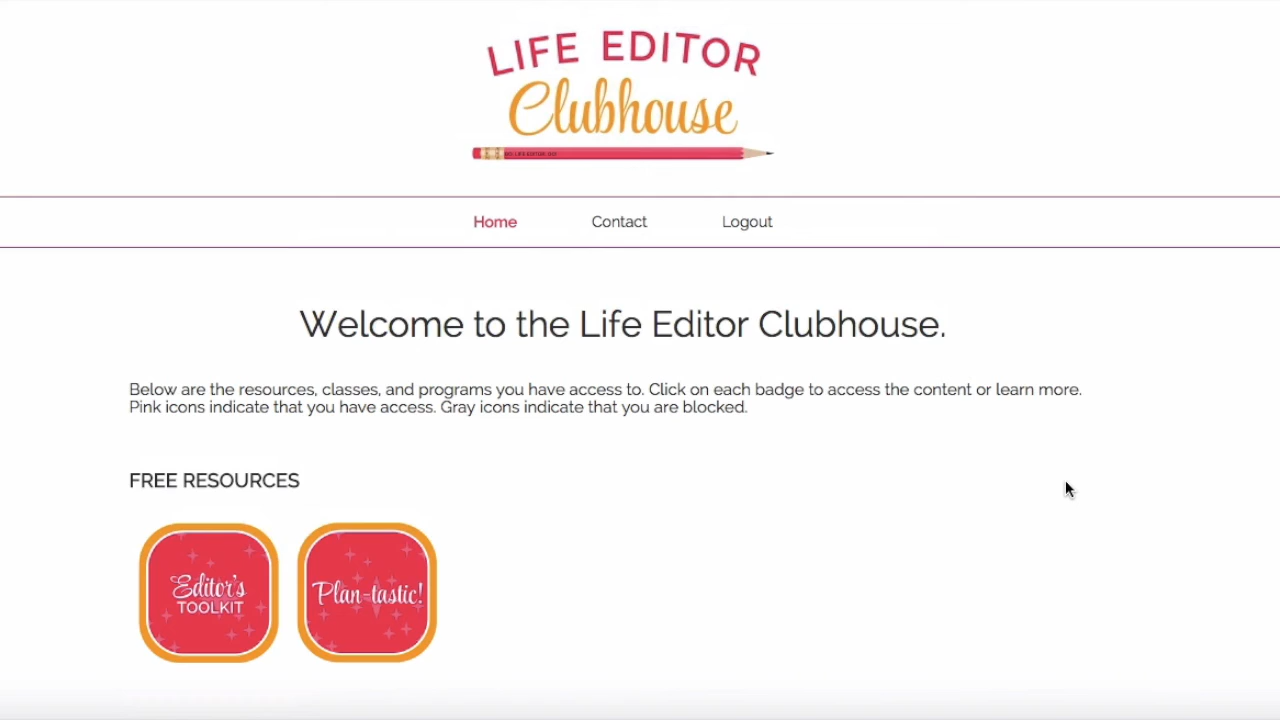 LIFE EDITOR
Clubhouse
Home Contact Logout
Welcome to the Life Editor Clubhouse.
Below are the resources, classes, and programs you have access to. Click on each badge to access the content or learn more.
Pink icons indicate that you have access. Gray icons indicate that you are blocked.
FREE RESOURCES
Editor's
TOOLKIT
Plan-tastic!